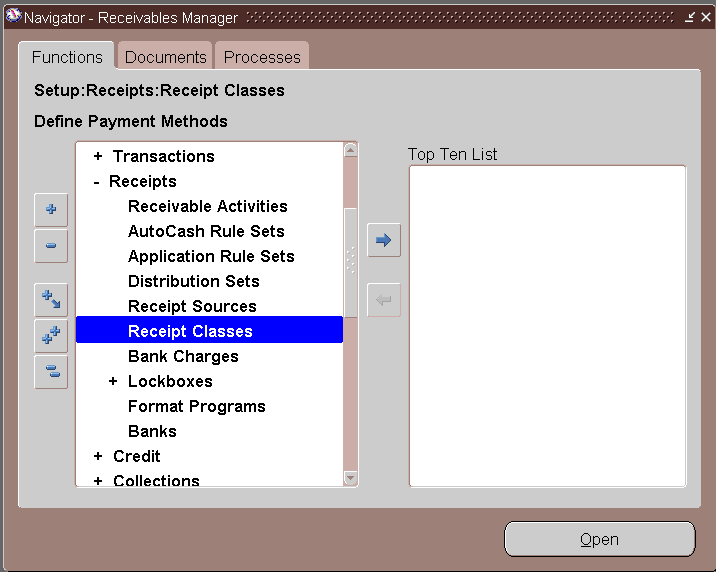 Navigator - Receivables Manager
Functions
Documents
Processes
Setup:Receipts:Receipt Classes
Define Payment Methods
+ Transactions
- Receipts
Receivable Activities
AutoCash Rule Sets
Application Rule Sets
Distribution Sets
Receipt Sources
Receipt Classes
Bank Charges
+ Lockboxes
Format Programs
Banks
+ Credit
+ Collections
Top Ten List
Open